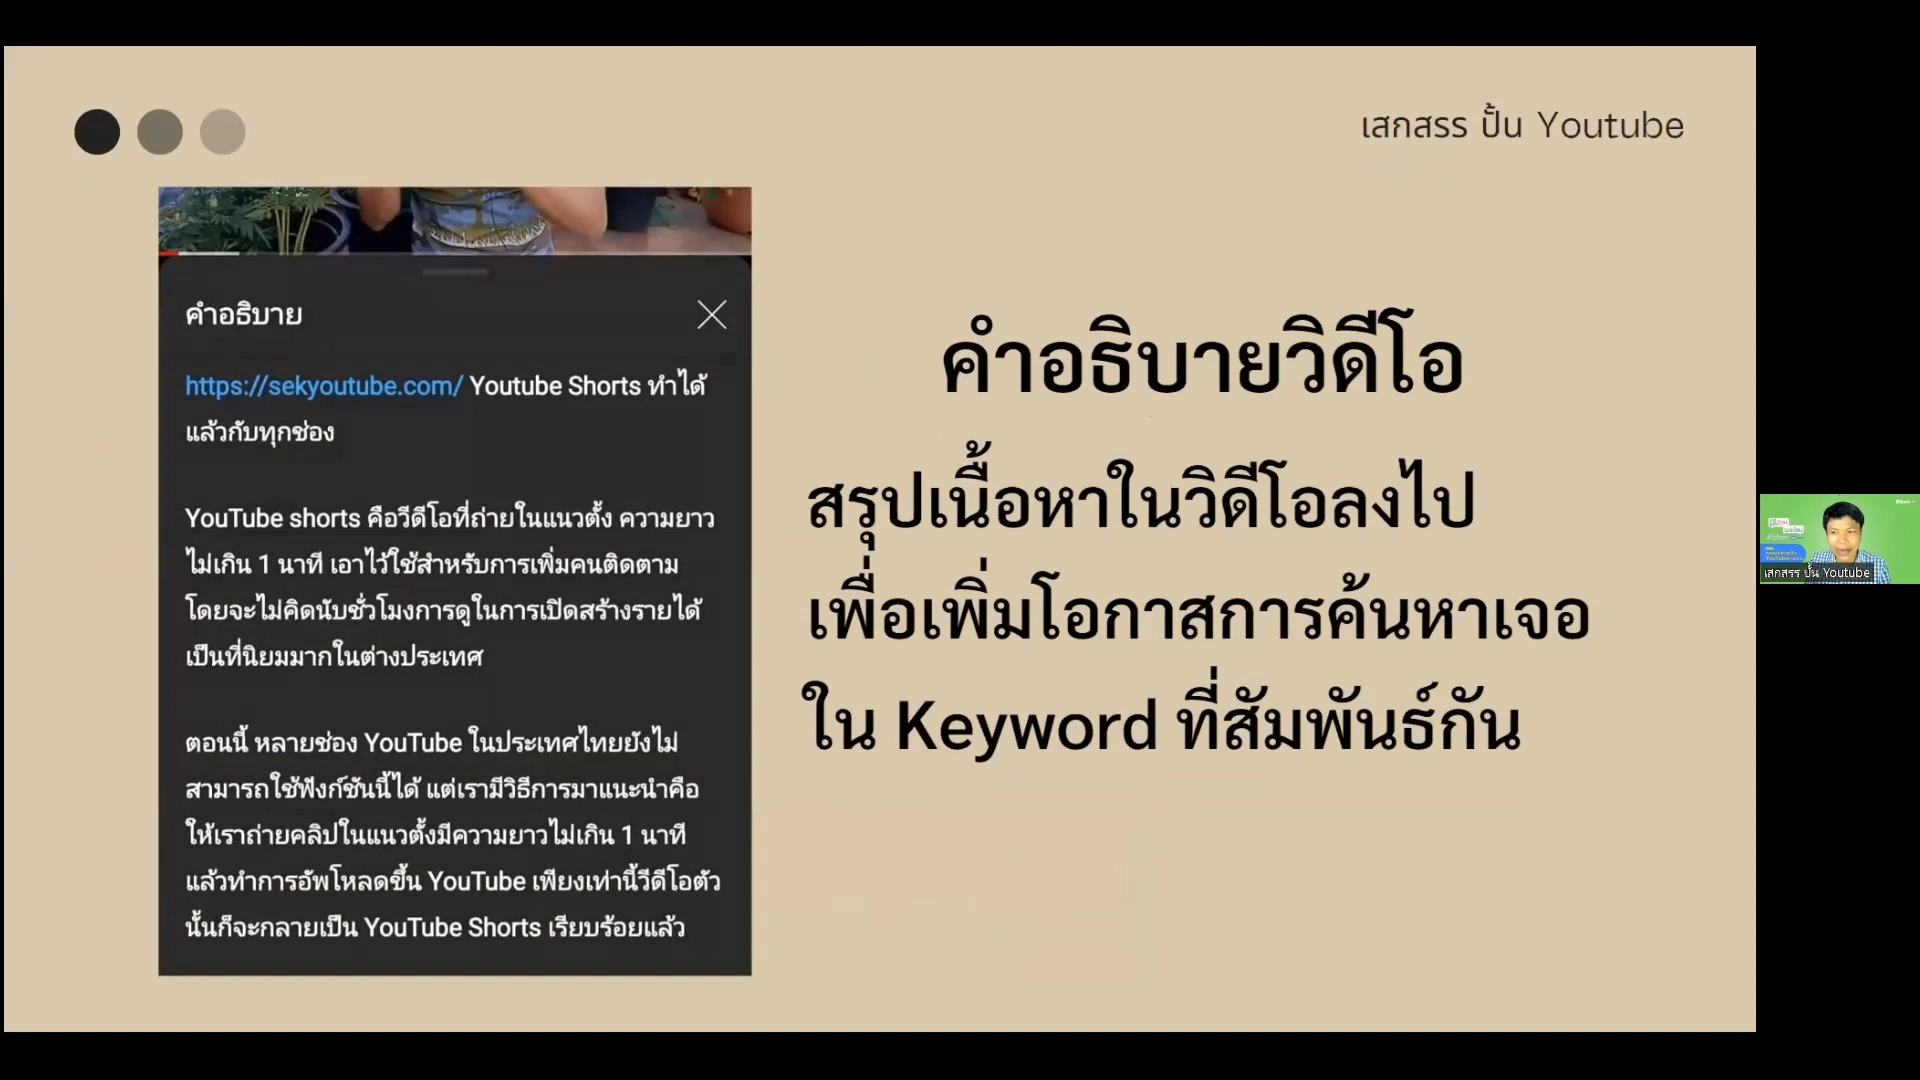 เสกสรร ปั้น Youtube
คำอธิบาย
https://sekyoutube.com/ Youtube Shorts ทำได้
แล้วกับทุกช่อง
YouTube shorts คือวีดีโอที่ถ่ายในแนวตั้ง ความยาว
ไม่เกิน 1 นาที เอาไว้ใช้สำหรับการเพิ่มคนติดตาม
โดยจะไม่คิดนับชั่วโมงการดูในการเปิดสร้างรายได้
เป็นที่นิยมมากในต่างประเทศ
ตอนนี้ หลายช่อง YouTube ในประเทศไทยยังไม่
สามารถใช้ฟังก์ชันนี้ได้ แต่เรามีวิธีการมาแนะนำคือ
ให้เราถ่ายคลิปในแนวตั้งมีความยาวไม่เกิน 1 นาที
แล้วทำการอัพโหลดขึ้น YouTube เพียงเท่านี้วีดีโอตัว
นั้นก็จะกลายเป็น YouTube Shorts เรียบร้อยแล้ว
คำอธิบายวิดีโอ
สรุปเนื้อหาในวิดีโอลงไป
เพื่อเพิ่มโอกาสการค้นหาเจอ
ใน Keyword ที่สัมพันธ์กัน
เสกสรร ปั้น Youtube